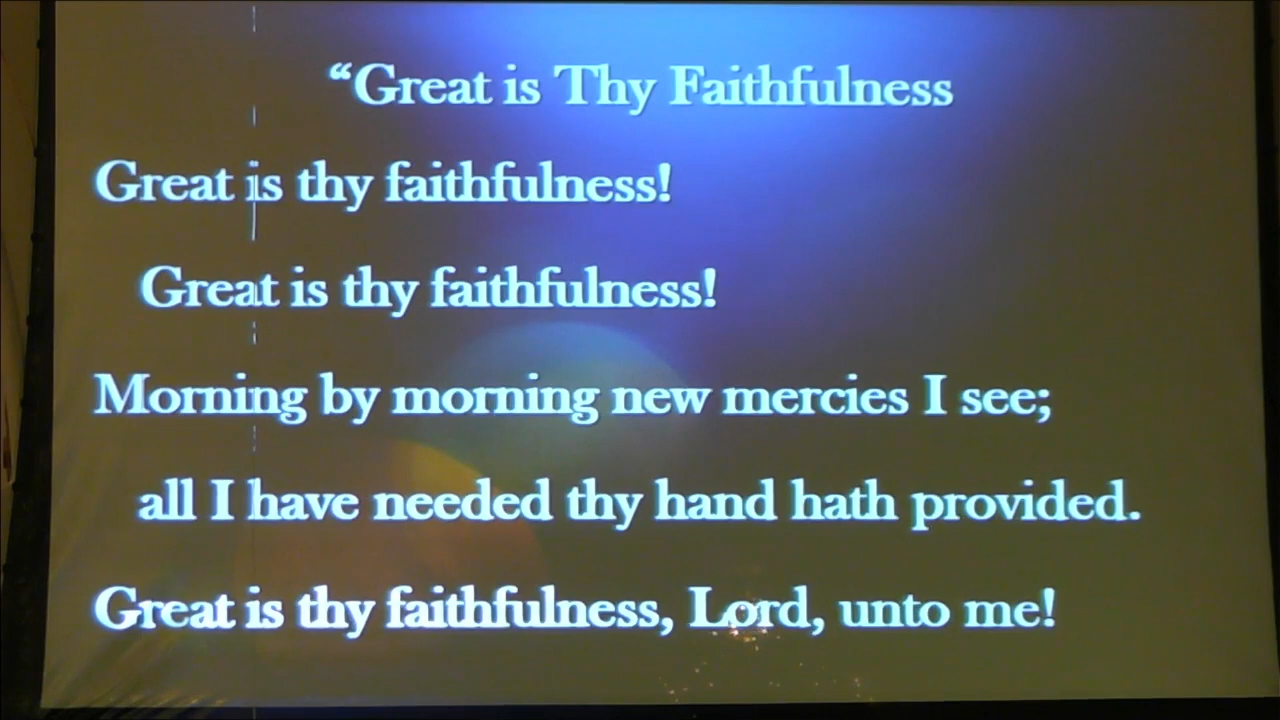 “Great is Thy Faithfulness
Great is thy faithfulness!
Great is thy faithfulness!
Morning by morning new mercies I see;
all I have needed thy hand hath provided.
Great is thy faithfulness, Lord, unto me!